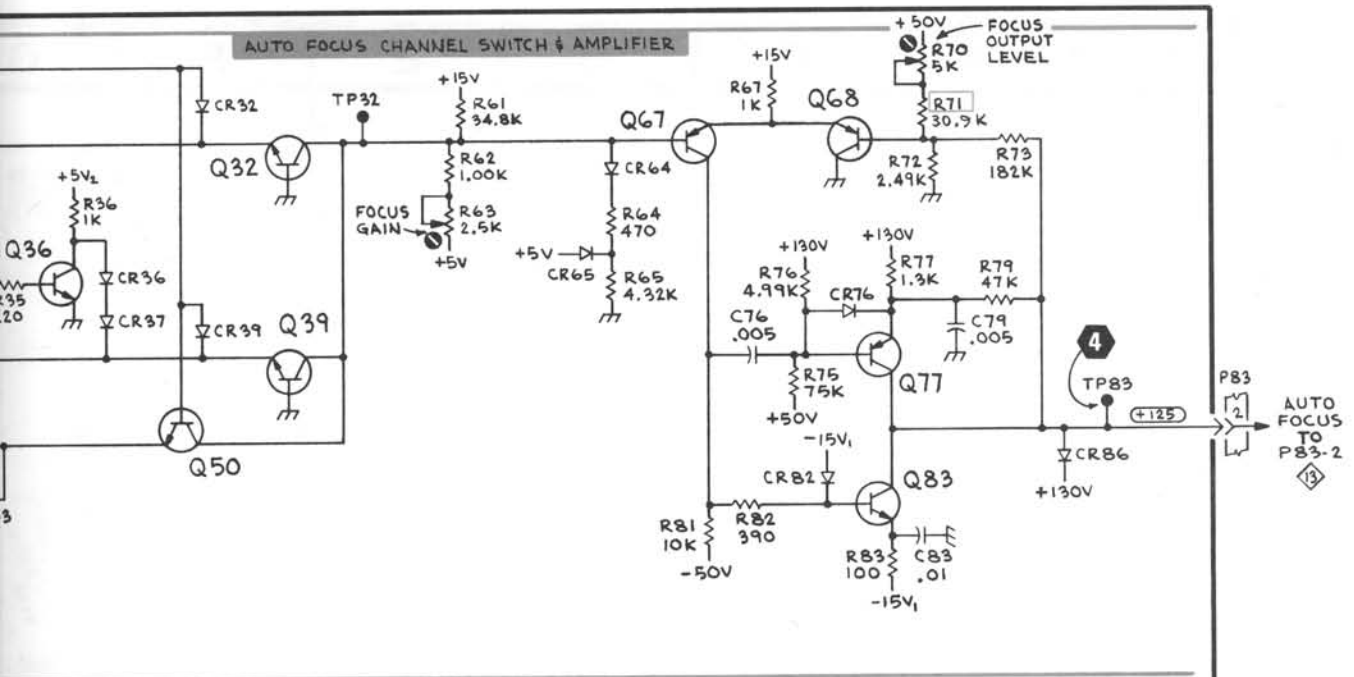 AUTO FOCUS CHANNEL SWITCH & AMPLIFIER
+50V
FOCUS
OUTPUT
LEVEL
R70
5K
R71
30.9K
CR32
TP32
+15V
R61
34.8K
+15V
R67
1K
Q67
Q68
Q32
R62
1.00K
CR64
R72
2.49K
R73
182K
+5V2
R36
1K
FOCUS
GAIN
R63
2.5K
+5V
R64
470
+5V
CR65
R65
4.32K
Q36
CR36
CR37
CR39
Q39
+130V
R76
4.99K
CR76
+130V
R77
1.3K
R79
47K
C76
.005
C79
.005
Q77
R75
75K
+50V
4
TP83
+125
P83
2
AUTO
FOCUS
TO
P83-2
13
Q50
-15V1
CR82
Q83
CR86
+130V
R81
10K
-50V
R82
390
R83
100
C83
.01
-15V1